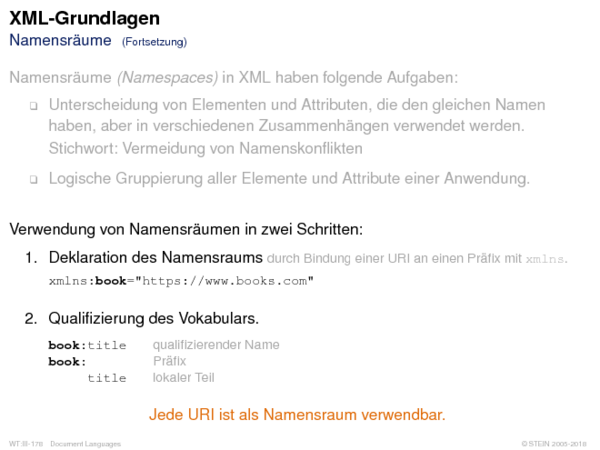 XML-Grundlagen
Namensräume (Fortsetzung)
Namensräume (Namespaces) in XML haben folgende Aufgaben:
❑ Unterscheidung von Elementen und Attributen, die den gleichen Namen
haben, aber in verschiedenen Zusammenhängen verwendet werden.
Stichwort: Vermeidung von Namenskonflikten
❑ Logische Gruppierung aller Elemente und Attribute einer Anwendung.
Verwendung von Namensräumen in zwei Schritten:
1. Deklaration des Namensraums durch Bindung einer URI an einen Präfix mit xmlns.
xmlns:book="https://www.books.com"
2. Qualifizierung des Vokabulars.
book:title qualifizierender Name
book: Präfix
title lokaler Teil
Jede URI ist als Namensraum verwendbar.
WT:III-178 Document Languages © STEIN 2005-2018